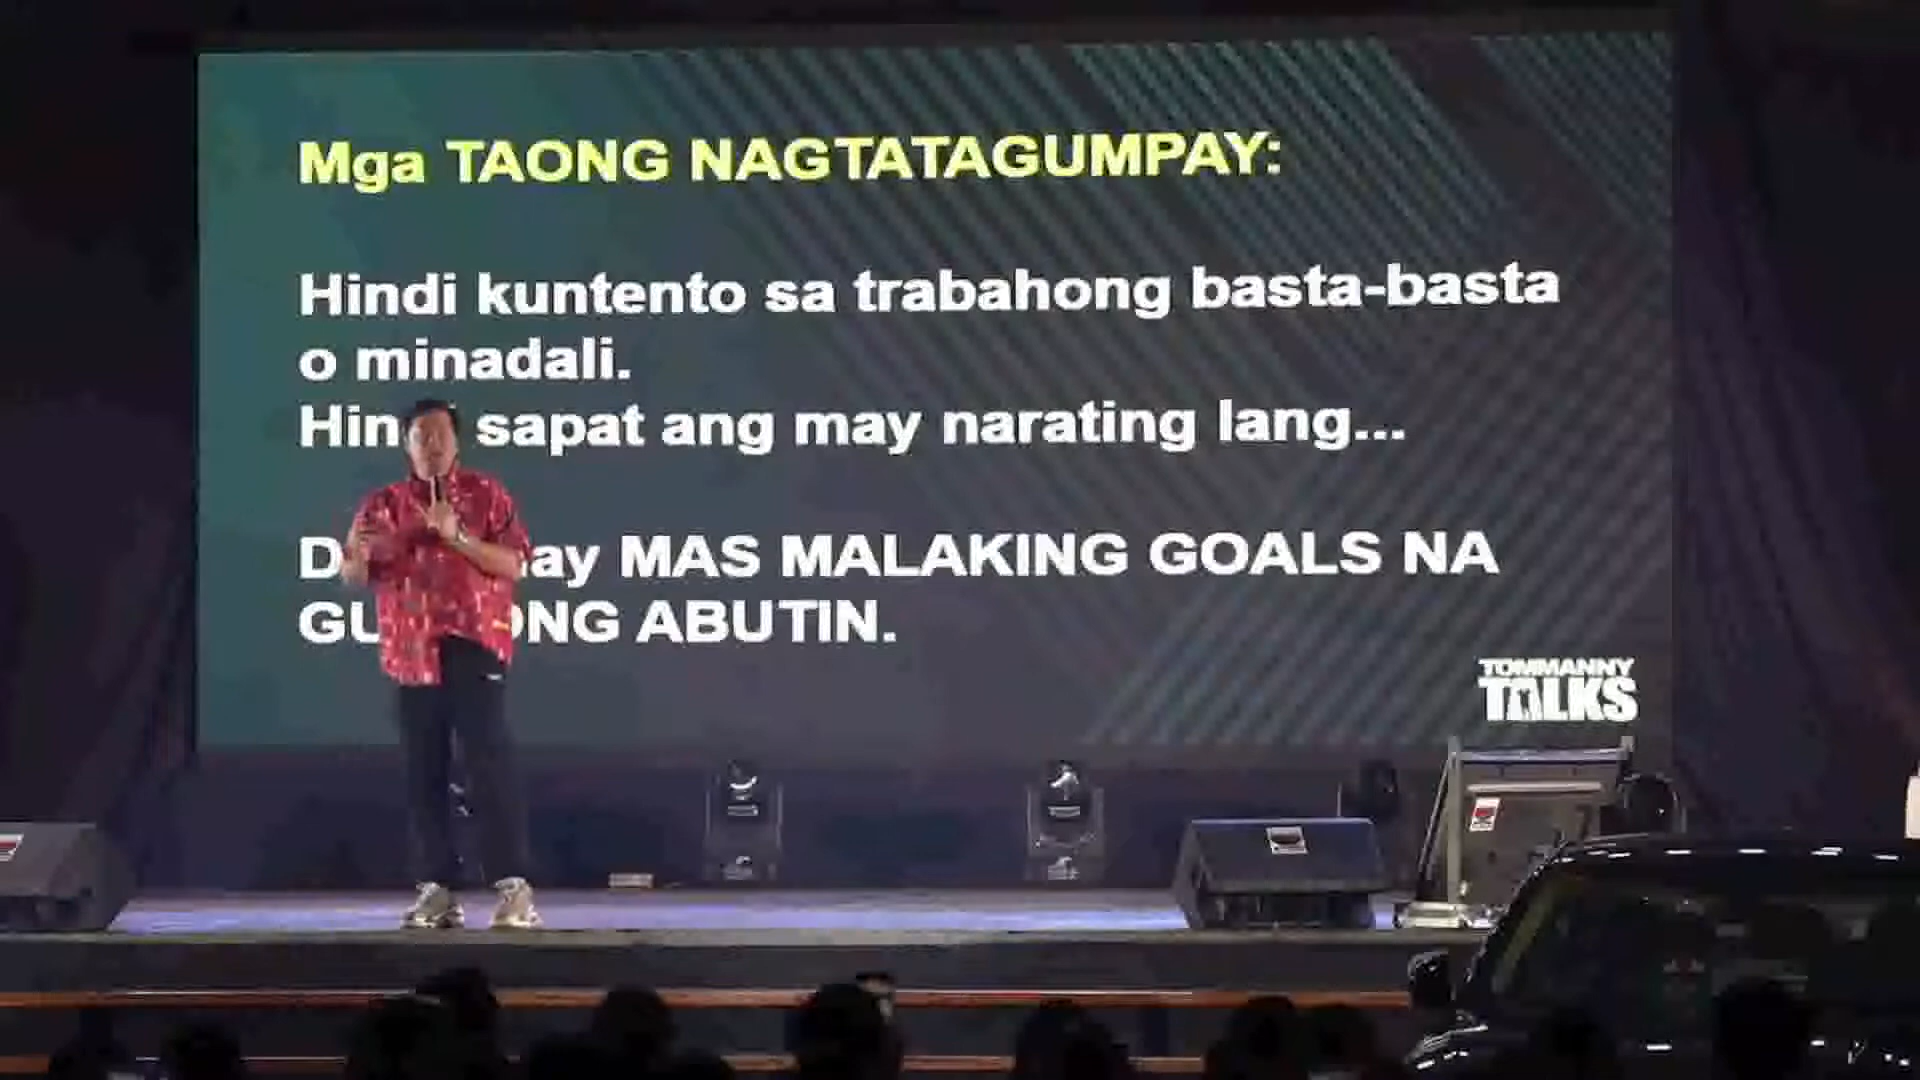 Mga TAONG NAGTATAGUMPAY:
Hindi kuntento sa trabahong basta-basta
o minadali.
sapat ang may narating lang...
MAS MALAKING GOALS NA
ABUTIN.
TOMMANNY
TALKS